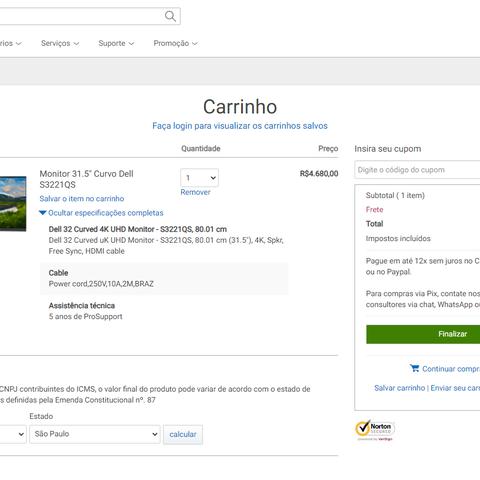 rios
Serviços
Suporte
Promoção
Carrinho
Faça login para visualizar os carrinhos salvos
Quantidade
Preço
Monitor 31.5" Curvo Dell
S3221QS
1
R$4.680,00
Remover
Salvar o item no carrinho
Ocultar especificações completas
Dell 32 Curved 4K UHD Monitor - S3221QS, 80.01 cm
Dell 32 Curved uK UHD Monitor - S3221QS, 80.01 cm (31.5"), 4K, Spkr,
Free Sync, HDMI cable
Cable
Power cord,250V,10A,2M,BRAZ
Assistência técnica
5 anos de ProSupport
CNPJ contribuintes do ICMS, o valor final do produto pode variar de acordo com o estado de
s definidas pela Emenda Constitucional nº. 87
Estado
São Paulo
calcular
Insira seu cupom
Digite o código do cupom
Subtotal ( 1 item)
Frete
Total
Impostos incluídos
Pague em até 12x sem juros no C
ou no Paypal.
Para compras via Pix, contate nos
consultores via chat, WhatsApp ou
Finalizar
Continuar compra
Salvar carrinho | Enviar seu carr
Norton
SECURED
powered by VeriSign